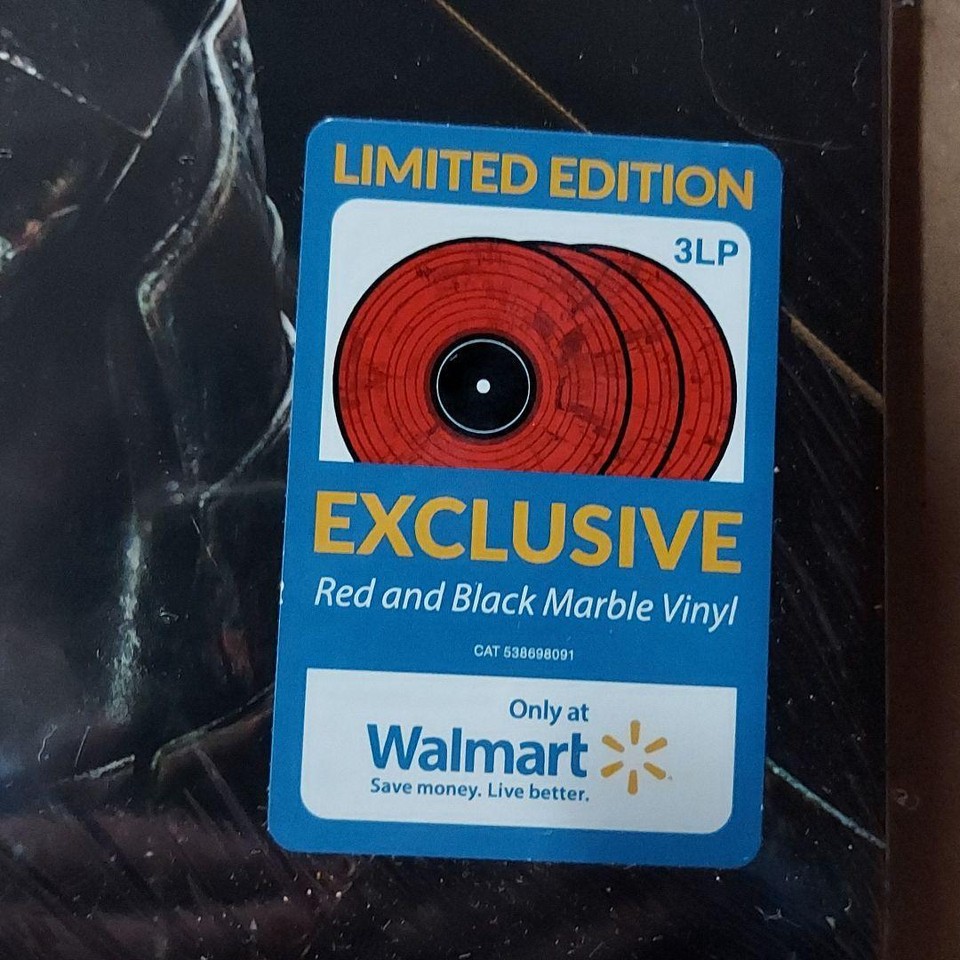 LIMITED EDITION
3LP
EXCLUSIVE
Red and Black Marble Vinyl
CAT 538698091
Only at
Walmart
Save money. Live better.